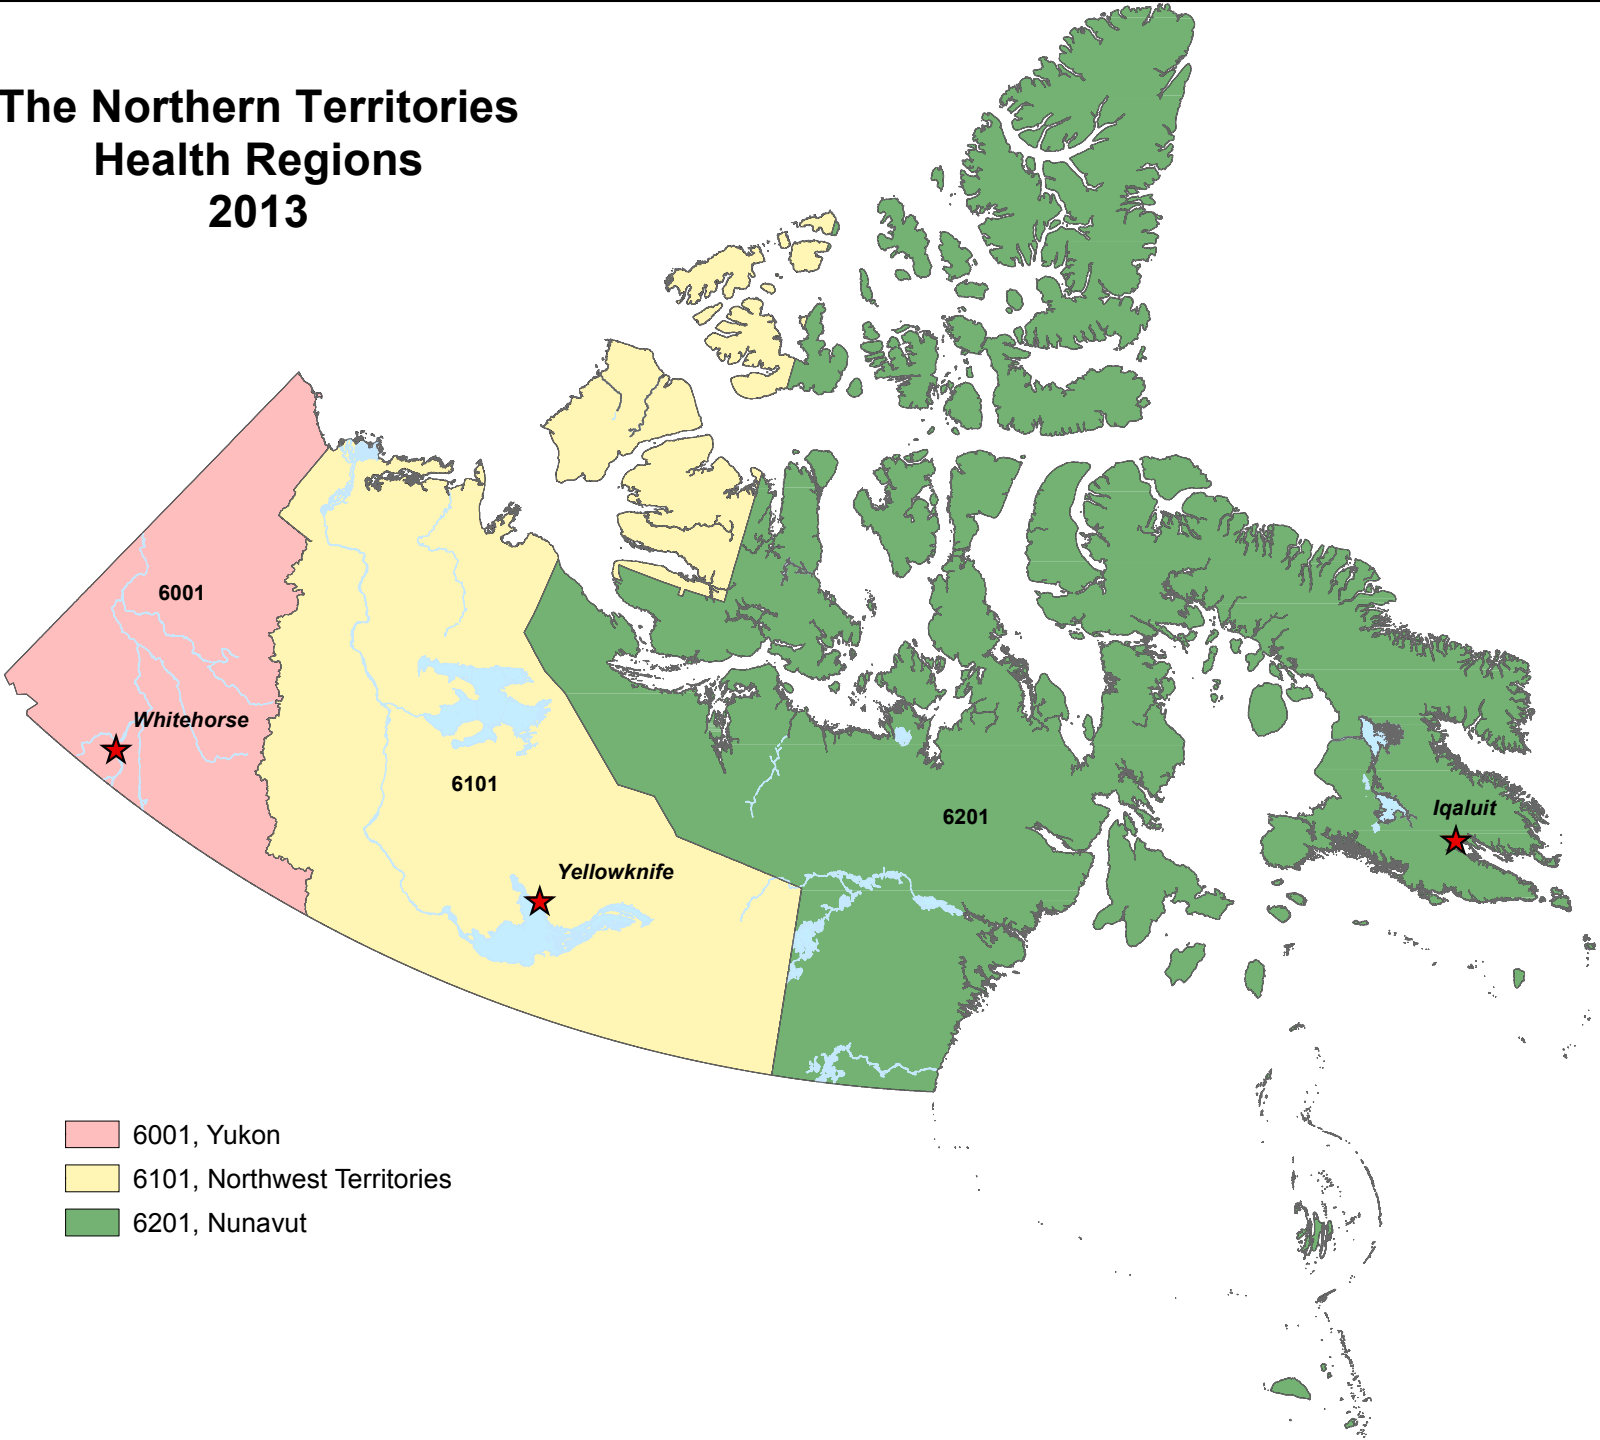 The Northern Territories
Health Regions
2013
6001
Whitehorse
6101
6201
Iqaluit
Yellowknife
6001, Yukon
6101, Northwest Territories
6201, Nunavut